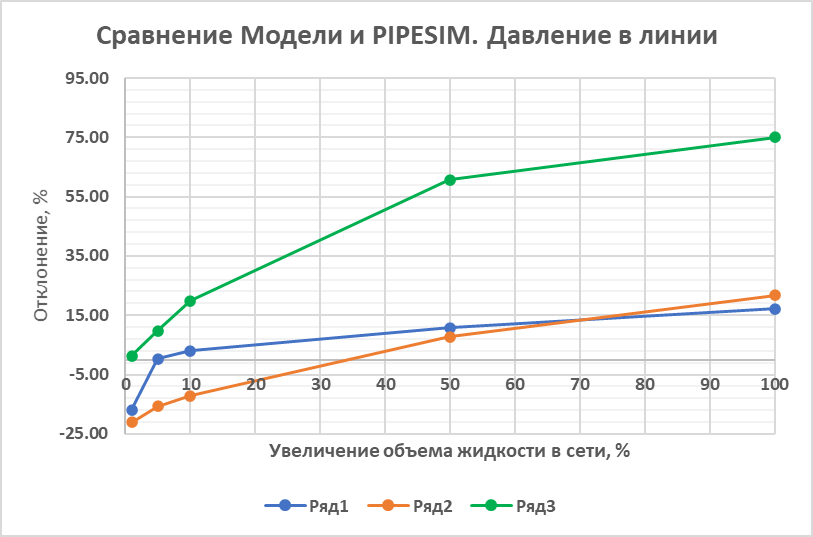 Сравнение Модели и PIPESIM. Давление в линии
95.00
75.00
55.00
35.00
15.00
-5.00
-25.00
Отклонение, %
0 10 20 30 40 50 60 70 80 90 100
Увеличение объема жидкости в сети, %
Ряд1 Ряд2 Ряд3